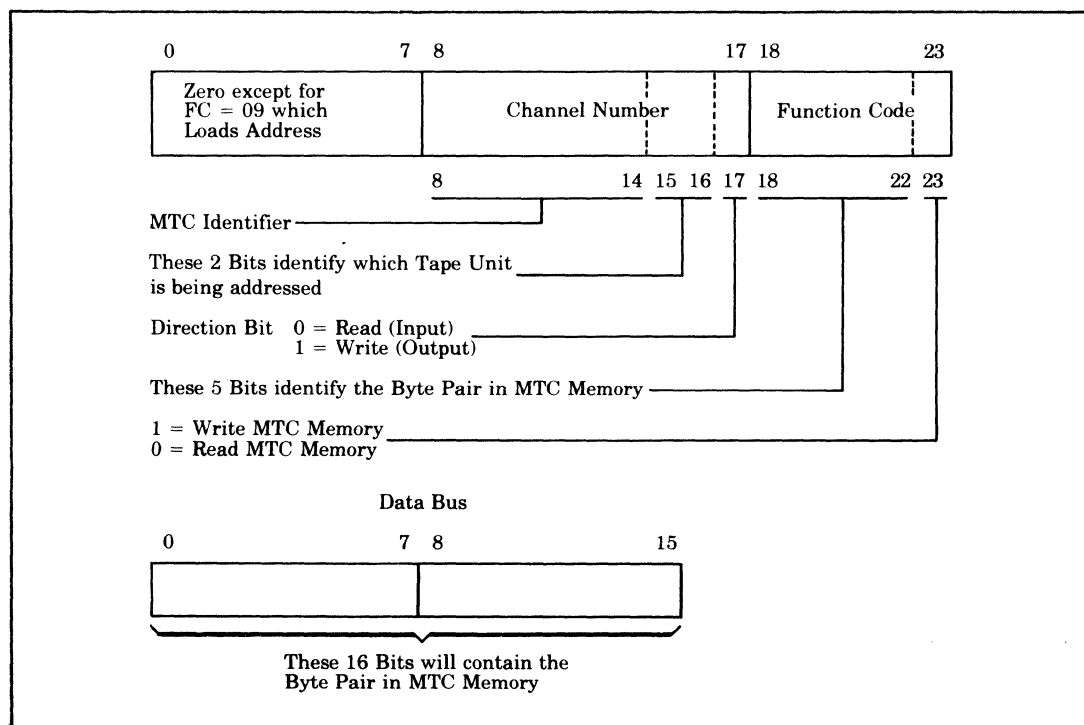 0 7 8 17 18 23
Zero except for
FC = 09 which
Loads Address
Channel Number
Function Code
8 14 15 16 17 18 22 23
MTC Identifier
These 2 Bits identify which Tape Unit
is being addressed
Direction Bit 0 = Read (Input)
1 = Write (Output)
These 5 Bits identify the Byte Pair in MTC Memory
1 = Write MTC Memory
0 = Read MTC Memory
Data Bus
0 7 8 15
These 16 Bits will contain the
Byte Pair in MTC Memory